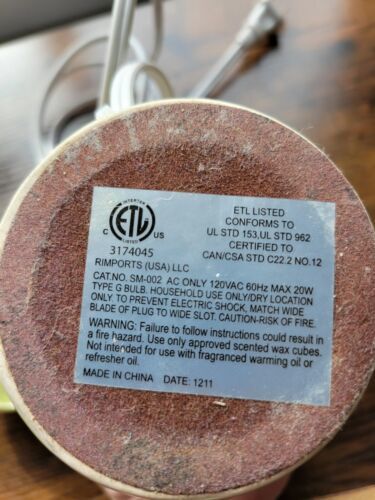 INTERTEK
C ETL US
LISTED
3174045
ETL LISTED
CONFORMS TO
UL STD 153,UL STD 962
CERTIFIED TO
CAN/CSA STD C22.2 NO.12
RIMPORTS (USA) LLC
CAT.NO. SM-002 AC ONLY 120VAC 60Hz MAX 20W
TYPE G BULB. HOUSEHOLD USE ONLY/DRY LOCATION
ONLY TO PREVENT ELECTRIC SHOCK, MATCH WIDE
BLADE OF PLUG TO WIDE SLOT. CAUTION-RISK OF FIRE.
WARNING: Failure to follow instructions could result in
a fire hazard. Use only approved scented wax cubes.
Not intended for use with fragranced warming oil or
refresher oil.
MADE IN CHINA DATE: 1211